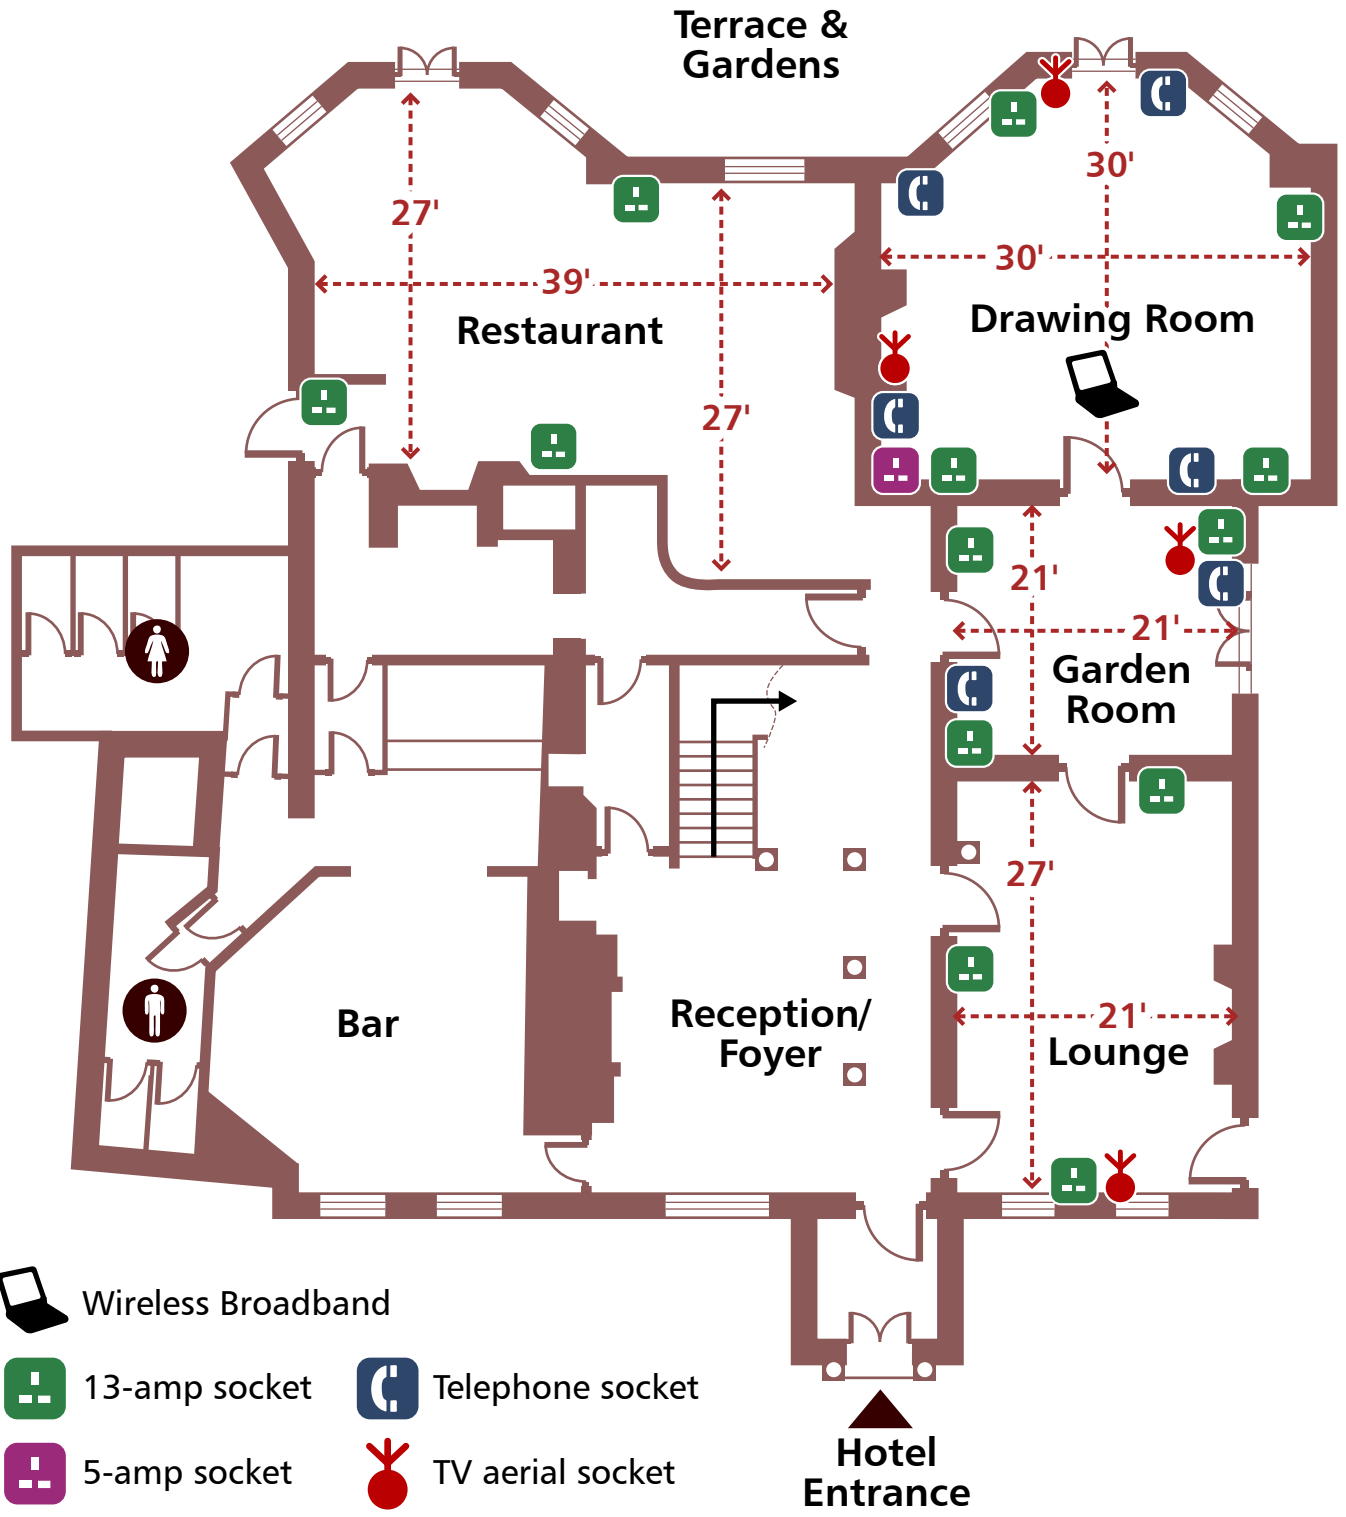 Terrace &
Gardens
27'
39'
Restaurant
27'
30'
30'
Drawing Room
21'
21'
Garden
Room
27'
21'
Lounge
Bar
Reception/
Foyer
Wireless Broadband
13-amp socket
Telephone socket
5-amp socket
TV aerial socket
Hotel
Entrance